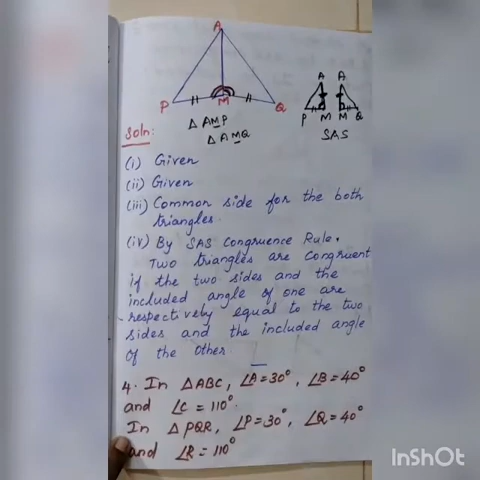 A
P M Q
A A
P M M Q
△ AMP
△ AMQ
SAS
Soln:
(i) Given
(ii) Given
(iii) Common side for the both
triangles.
(iv) By SAS Congruence Rule.
Two triangles are congruent
if the two sides and the
included angle of one are
respectively equal to the two
sides and the included angle
of the other.
4. In △ABC, ∠A=30°, ∠B=40°
and ∠C = 110°.
In △PQR, ∠P=30°, ∠Q=40°
and ∠R = 110°
InShOt